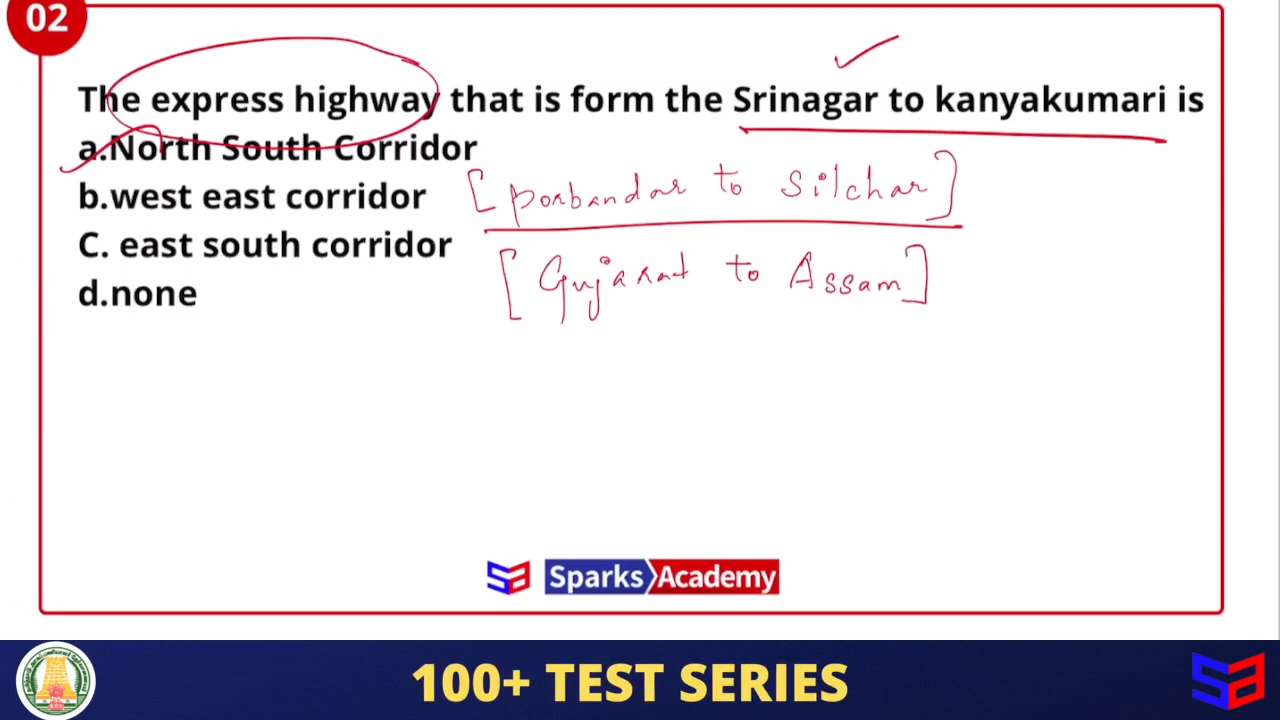 02
The express highway that is form the Srinagar to kanyakumari is
a.North South Corridor
b.west east corridor
[porbandar to Silchar]
C. east south corridor
[Gujarat to Assam]
d.none
Sparks Academy
100+ TEST SERIES